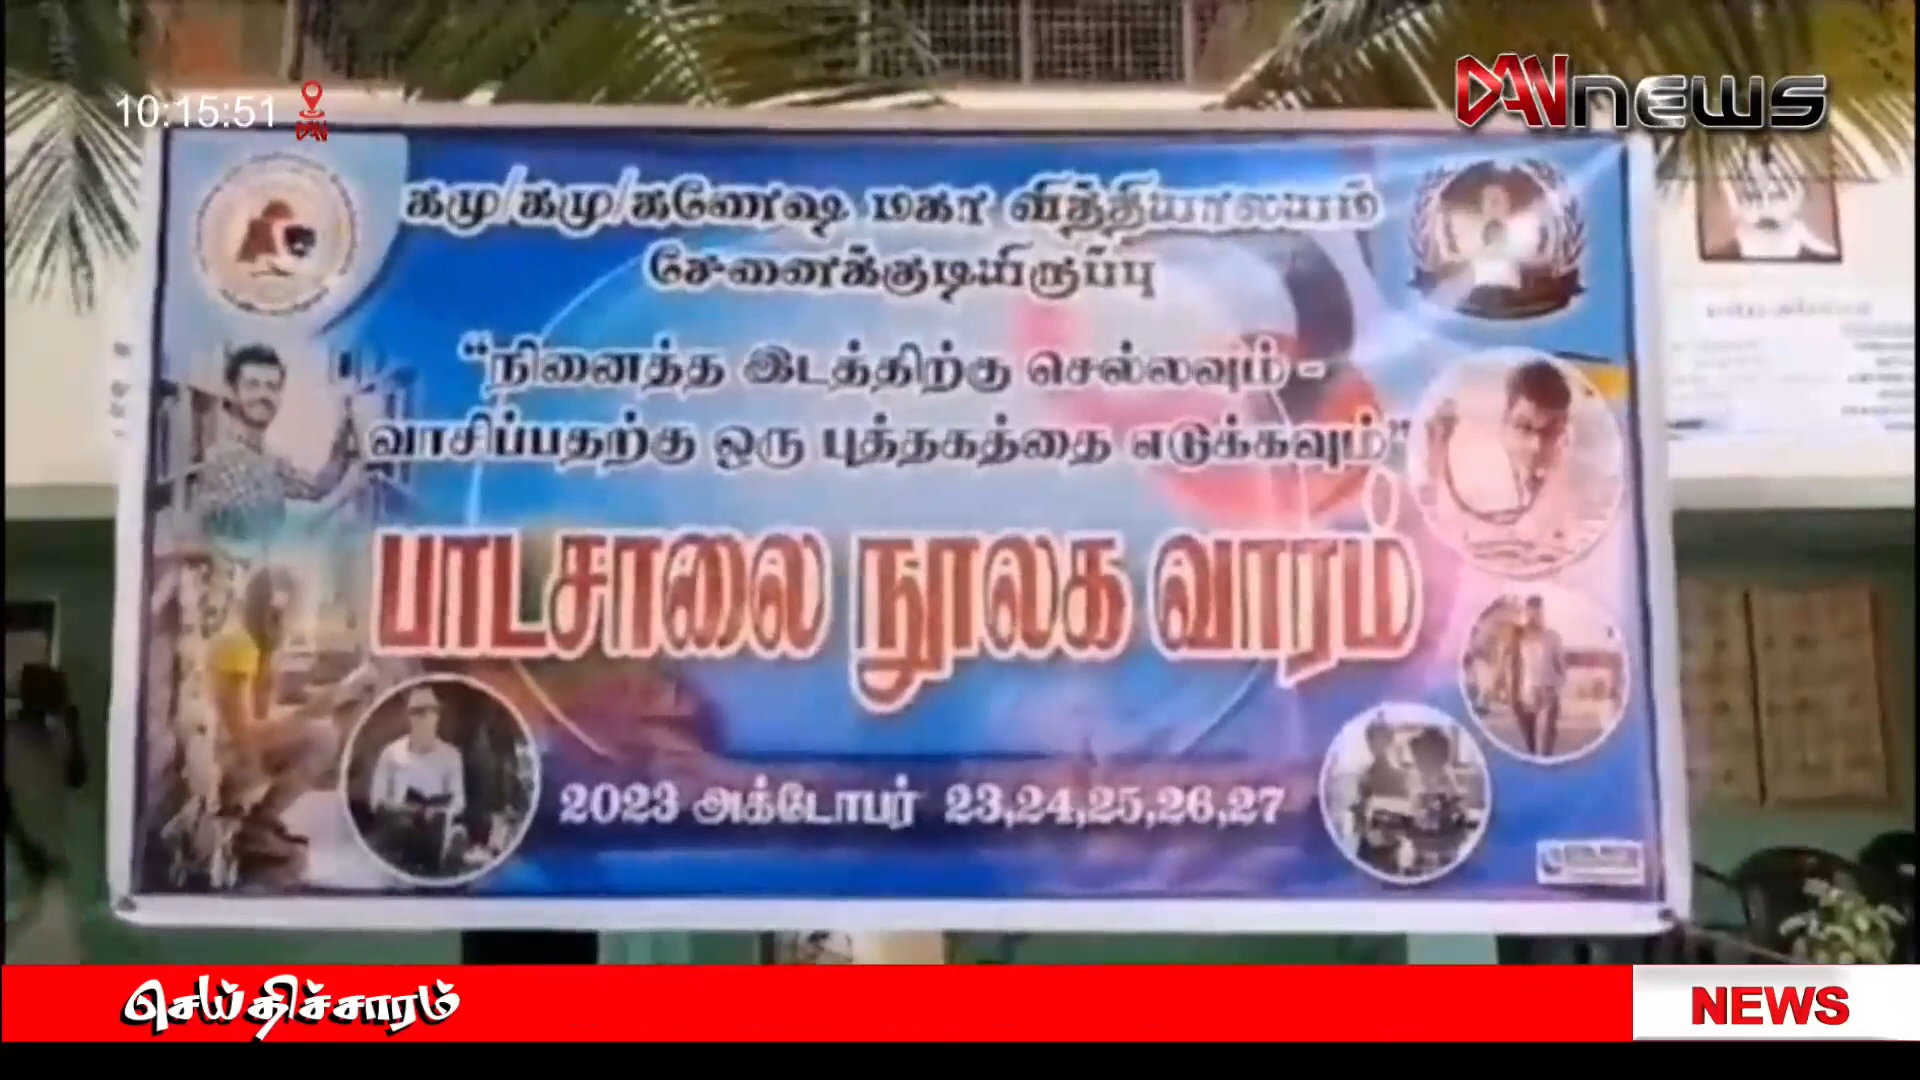 10:15:51
DAN NEWS
கமு/கமு/கணேஷ மகா வித்தியாலயம்
சேனைக்குடியிருப்பு
“நினைத்த இடத்திற்கு செல்லவும் -
வாசிப்பதற்கு ஒரு புத்தகத்தை எடுக்கவும்”
பாடசாலை நூலக வாரம்
2023 அக்டோபர் 23,24,25,26,27
செய்திச்சாரம்
NEWS